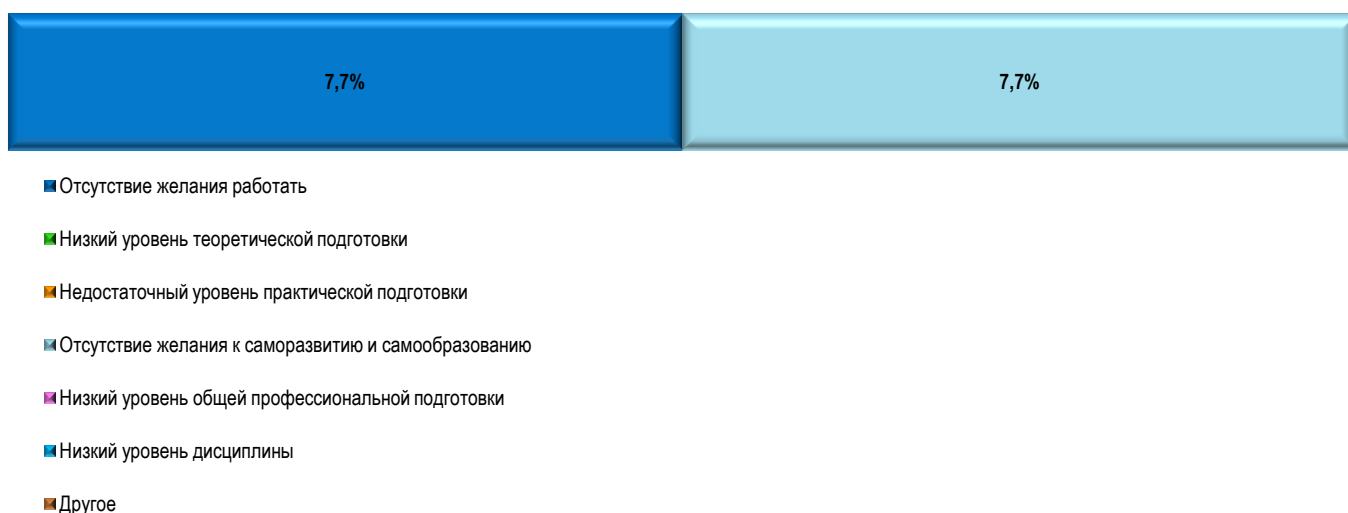 7,7% 7,7%
Отсутствие желания работать
Низкий уровень теоретической подготовки
Недостаточный уровень практической подготовки
Отсутствие желания к саморазвитию и самообразованию
Низкий уровень общей профессиональной подготовки
Низкий уровень дисциплины
Другое